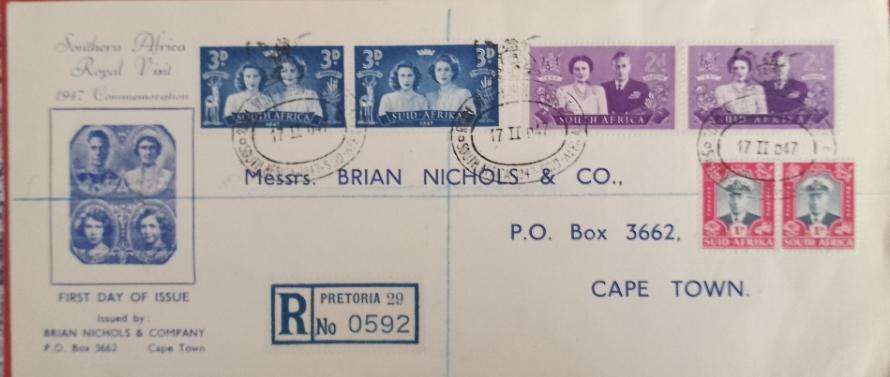 Southern Africa
Royal Visit
1947 Commemoration
3D
3D
2d
2d
SOUTH AFRICA
1947
SUID-AFRIKA
1947
SOUTH AFRICA
SUID-AFRIKA
17 II 947
17 II 947
17 II 947
Messrs. BRIAN NICHOLS & CO.,
P.O. Box 3662,
CAPE TOWN.
1D
SUID-AFRIKA
1D
SOUTH AFRICA
FIRST DAY OF ISSUE
Issued by:
BRIAN NICHOLS & COMPANY
P.O. Box 3662 Cape Town
R
PRETORIA 29
No 0592